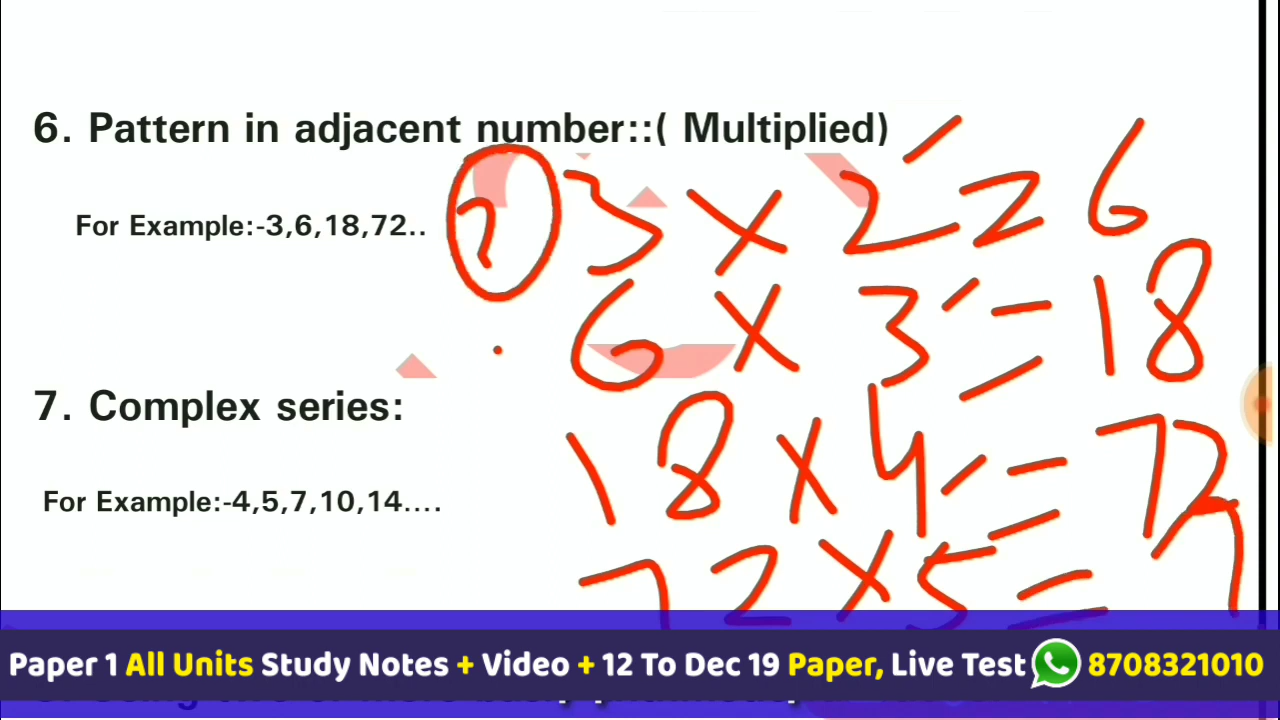 6. Pattern in adjacent number::( Multiplied)
For Example:-3,6,18,72.. ?
3 × 2 = 6
6 × 3 = 18
18 × 4 = 72
72 × 5 = ?
7. Complex series:
For Example:-4,5,7,10,14....
Paper 1 All Units Study Notes + Video + 12 To Dec 19 Paper, Live Test 8708321010